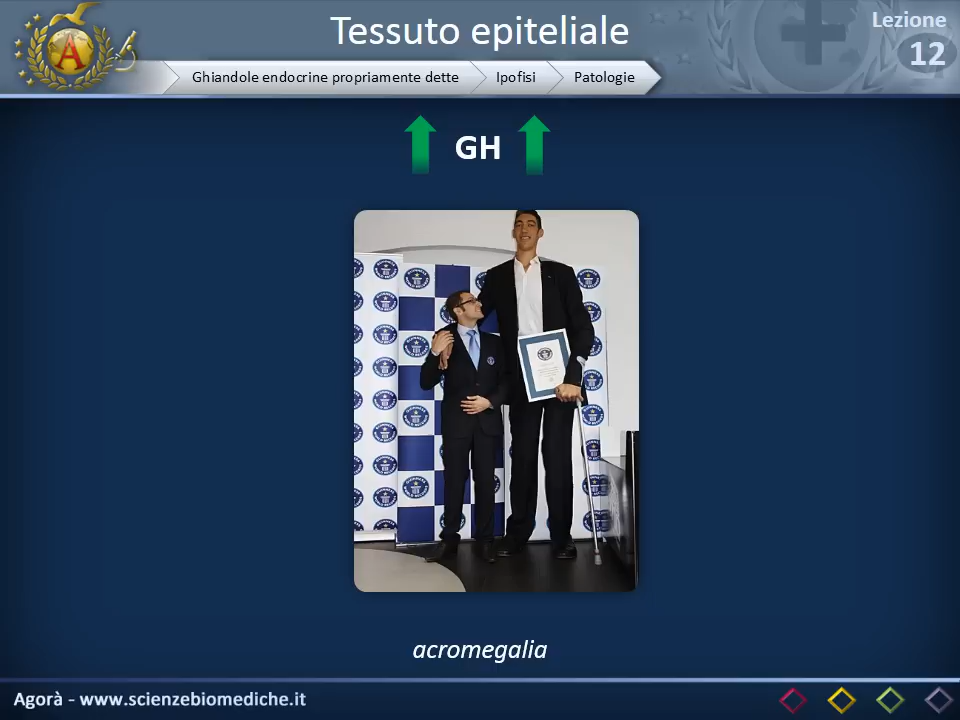 Tessuto epiteliale
Lezione
12
Ghiandole endocrine propriamente dette
Ipofisi
Patologie
GH
acromegalia
Agorà - www.scienzebiomediche.it